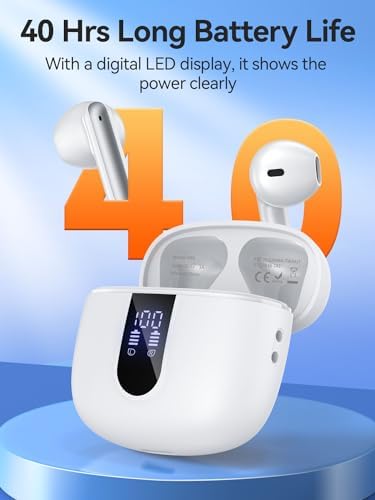 40 Hrs Long Battery Life
With a digital LED display, it shows the
power clearly
40
100
L R